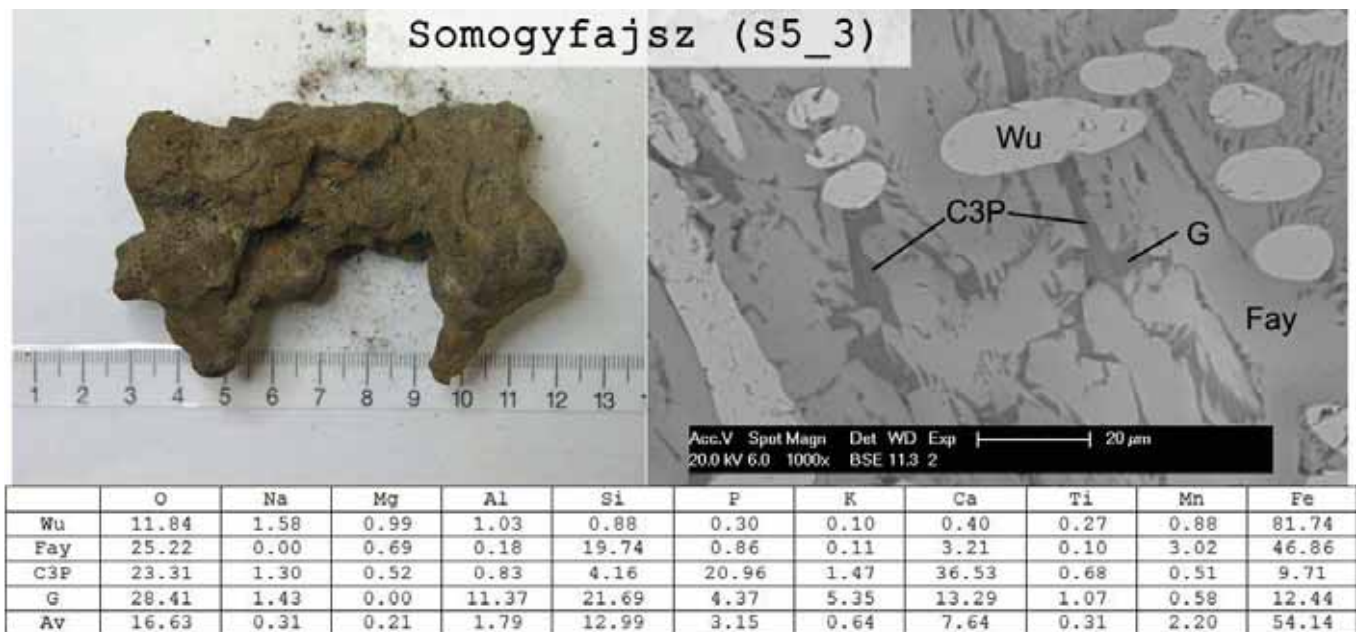 Somogyfajsz (S5_3)
Wu
C3P
G
Fay
1 2 3 4 5 6 7 8 9 10 11 12 13
Acc.V Spot Magn Det WD Exp 20 µm
20.0 kV 6.0 1000x BSE 11.3 2
O Na Mg Al Si P K Ca Ti Mn Fe
Wu 11.84 1.58 0.99 1.03 0.88 0.30 0.10 0.40 0.27 0.88 81.74
Fay 25.22 0.00 0.69 0.18 19.74 0.86 0.11 3.21 0.10 3.02 46.86
C3P 23.31 1.30 0.52 0.83 4.16 20.96 1.47 36.53 0.68 0.51 9.71
G 28.41 1.43 0.00 11.37 21.69 4.37 5.35 13.29 1.07 0.58 12.44
Av 16.63 0.31 0.21 1.79 12.99 3.15 0.64 7.64 0.31 2.20 54.14